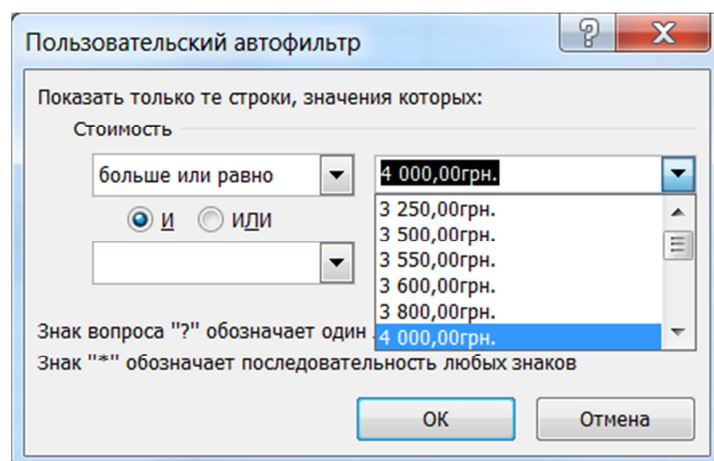 Пользовательский автофильтр
Показать только те строки, значения которых:
Стоимость
больше или равно
4 000,00грн.
И ИЛИ
3 250,00грн.
3 500,00грн.
3 550,00грн.
3 600,00грн.
3 800,00грн.
4 000,00грн.
Знак вопроса "?" обозначает один
Знак "*" обозначает последовательность любых знаков
ОК Отмена